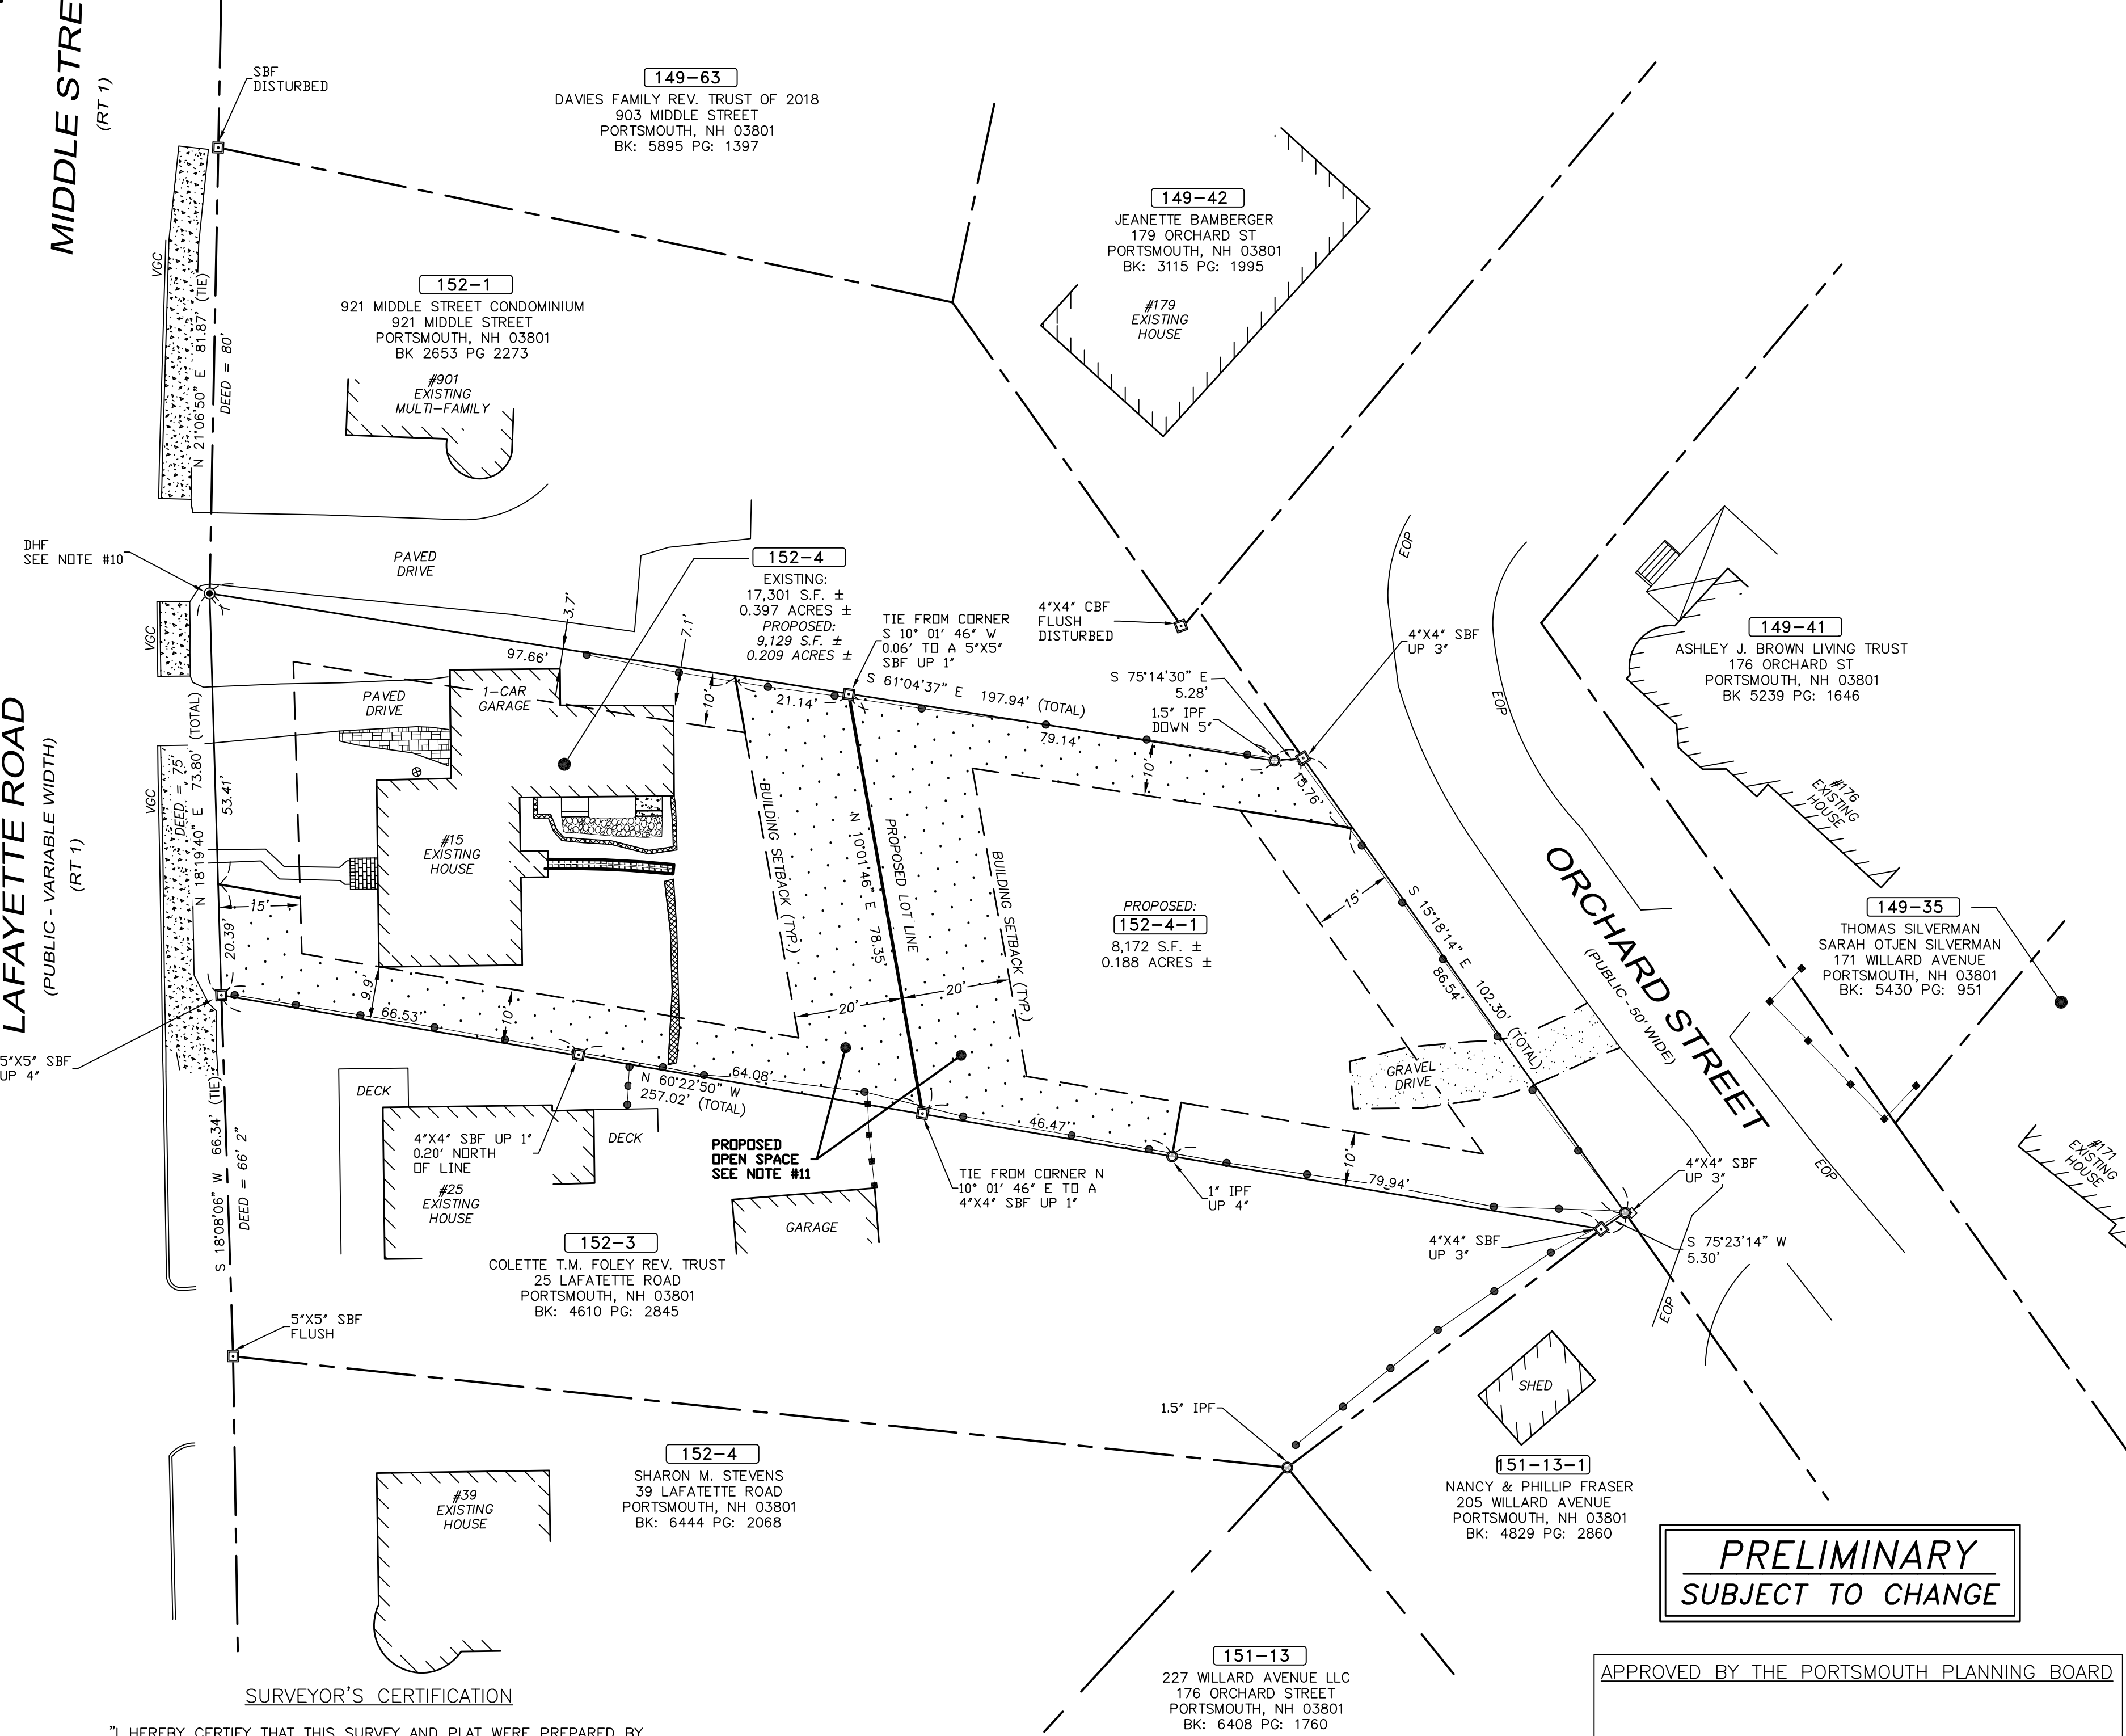 MIDDLE STRE
(RT 1)
SBF
DISTURBED
149-63
DAVIES FAMILY REV. TRUST OF 2018
903 MIDDLE STREET
PORTSMOUTH, NH 03801
BK: 5895 PG: 1397
149-42
JEANETTE BAMBERGER
179 ORCHARD ST
PORTSMOUTH, NH 03801
BK: 3115 PG: 1995
#179
EXISTING
HOUSE
VGC
N 21°06'50" E 81.87' (TIE)
DEED = 80'
152-1
921 MIDDLE STREET CONDOMINIUM
921 MIDDLE STREET
PORTSMOUTH, NH 03801
BK 2653 PG 2273
#901
EXISTING
MULTI-FAMILY
DHF
SEE NOTE #10
PAVED
DRIVE
152-4
EXISTING:
17,301 S.F. ±
0.397 ACRES ±
PROPOSED:
9,129 S.F. ±
0.209 ACRES ±
TIE FROM CORNER
S 10° 01' 46" W
0.06' TO A 5"X5"
SBF UP 1"
4"X4" CBF
FLUSH
DISTURBED
4"X4" SBF
UP 3"
EOP
EOP
149-41
ASHLEY J. BROWN LIVING TRUST
176 ORCHARD ST
PORTSMOUTH, NH 03801
BK 5239 PG: 1646
#176
EXISTING
HOUSE
S 75°14'30" E
5.28'
1.5" IPF
DOWN 5"
VGC
97.66'
3.7'
7.1'
10'
21.14'
S 61°04'37" E 197.94' (TOTAL)
79.14'
10'
15.76'
PAVED
DRIVE
1-CAR
GARAGE
LAFAYETTE ROAD
(PUBLIC - VARIABLE WIDTH)
(RT 1)
VGC
DEED = 75'
N 18°19'40" E 73.80' (TOTAL)
53.41'
20.39'
15'
#15
EXISTING
HOUSE
BUILDING SETBACK (TYP.)
N 10°01'46" E 78.35'
PROPOSED LOT LINE
BUILDING SETBACK (TYP.)
PROPOSED:
152-4-1
8,172 S.F. ±
0.188 ACRES ±
15'
S 15°18'14" E 102.30' (TOTAL)
86.54'
ORCHARD STREET
(PUBLIC - 50' WIDE)
149-35
THOMAS SILVERMAN
SARAH OTJEN SILVERMAN
171 WILLARD AVENUE
PORTSMOUTH, NH 03801
BK: 5430 PG: 951
9.9'
66.53'
10'
20'
20'
5"X5" SBF
UP 4"
64.08'
N 60°22'50" W
257.02' (TOTAL)
GRAVEL
DRIVE
46.47'
10'
79.94'
EOP
#171
EXISTING
HOUSE
DECK
DECK
4"X4" SBF UP 1"
0.20' NORTH
OF LINE
PROPOSED
OPEN SPACE
SEE NOTE #11
TIE FROM CORNER N
10° 01' 46" E TO A
4"X4" SBF UP 1"
1" IPF
UP 4"
4"X4" SBF
UP 3"
S 18°08'06" W 66.34' (TIE)
DEED = 66' 2"
#25
EXISTING
HOUSE
GARAGE
152-3
COLETTE T.M. FOLEY REV. TRUST
25 LAFATETTE ROAD
PORTSMOUTH, NH 03801
BK: 4610 PG: 2845
4"X4" SBF
UP 3"
S 75°23'14" W
5.30'
EOP
5"X5" SBF
FLUSH
SHED
1.5" IPF
152-4
SHARON M. STEVENS
39 LAFATETTE ROAD
PORTSMOUTH, NH 03801
BK: 6444 PG: 2068
#39
EXISTING
HOUSE
151-13-1
NANCY & PHILLIP FRASER
205 WILLARD AVENUE
PORTSMOUTH, NH 03801
BK: 4829 PG: 2860
PRELIMINARY
SUBJECT TO CHANGE
151-13
227 WILLARD AVENUE LLC
176 ORCHARD STREET
PORTSMOUTH, NH 03801
BK: 6408 PG: 1760
APPROVED BY THE PORTSMOUTH PLANNING BOARD
SURVEYOR'S CERTIFICATION
"I HEREBY CERTIFY THAT THIS SURVEY AND PLAT WERE PREPARED BY